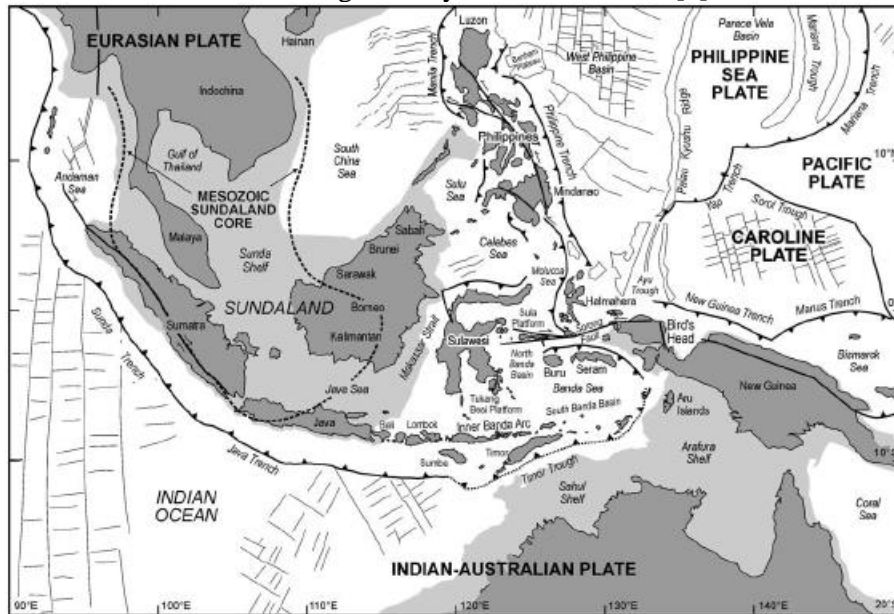 EURASIAN PLATE
Hainan
Luzon
Manila Trench
Benham Plateau
West Philippine
Basin
Parece Vela
Basin
Mariana Trough
PHILIPPINE
SEA
PLATE
Mariana Trench
Indochina
South
China
Sea
Philippines
Philippine Trench
Palau Kyushu Ridge
10°N
PACIFIC
PLATE
Andaman
Sea
Gulf of
Thailand
MESOZOIC
SUNDALAND
CORE
Sulu
Sea
Mindanao
Yap Trench
Sorol Trough
CAROLINE
PLATE
Malaya
Sunda
Shelf
Sabah
Brunei
Sarawak
Celebes
Sea
Molucca
Sea
Ayu
Trough
SUNDALAND
Borneo
Kalimantan
Makassar Strait
Halmahera
New Guinea Trench
Manus Trench
Sumatra
Sunda
Trench
Sula
Platform
Sorong
Fault
Bird's
Head
Sulawesi
North
Banda
Basin
Buru
Seram
Bismarck
Sea
Java Sea
Banda Sea
New Guinea
Tukang
Besi Platform
South Banda Basin
Aru
Islands
Java
Bali
Lombok
Inner Banda Arc
Java Trench
Sumba
Timor
Timor Trough
Arafura
Shelf
10°S
INDIAN
OCEAN
Sahul
Shelf
Coral
Sea
INDIAN-AUSTRALIAN PLATE
90°E
100°E
110°E
120°E
130°E
140°E
150°E